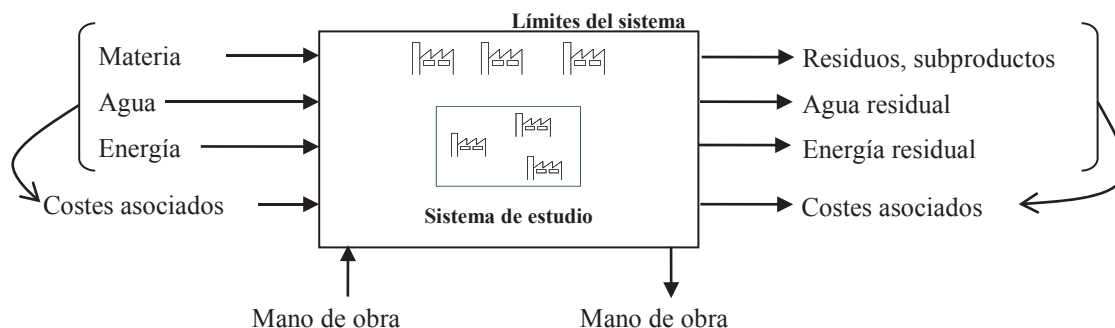 Límites del sistema
Materia
Residuos, subproductos
Agua
Agua residual
Energía
Energía residual
Costes asociados
Costes asociados
Sistema de estudio
Mano de obra
Mano de obra